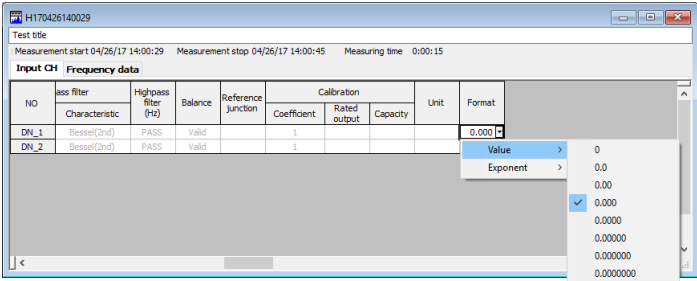 H170426140029
Test title
Measurement start 04/26/17 14:00:29 Measurement stop 04/26/17 14:00:45 Measuring time 0:00:15
Input CH Frequency data
NO ass filter Characteristic Highpass filter (Hz) Balance Reference junction Calibration Coefficient Rated output Capacity Unit Format
DN_1 Bessel(2nd) PASS Valid 1 0.000
DN_2 Bessel(2nd) PASS Valid 1
Value > 0
Exponent > 0.0
0.00
0.000
0.0000
0.00000
0.000000
0.0000000